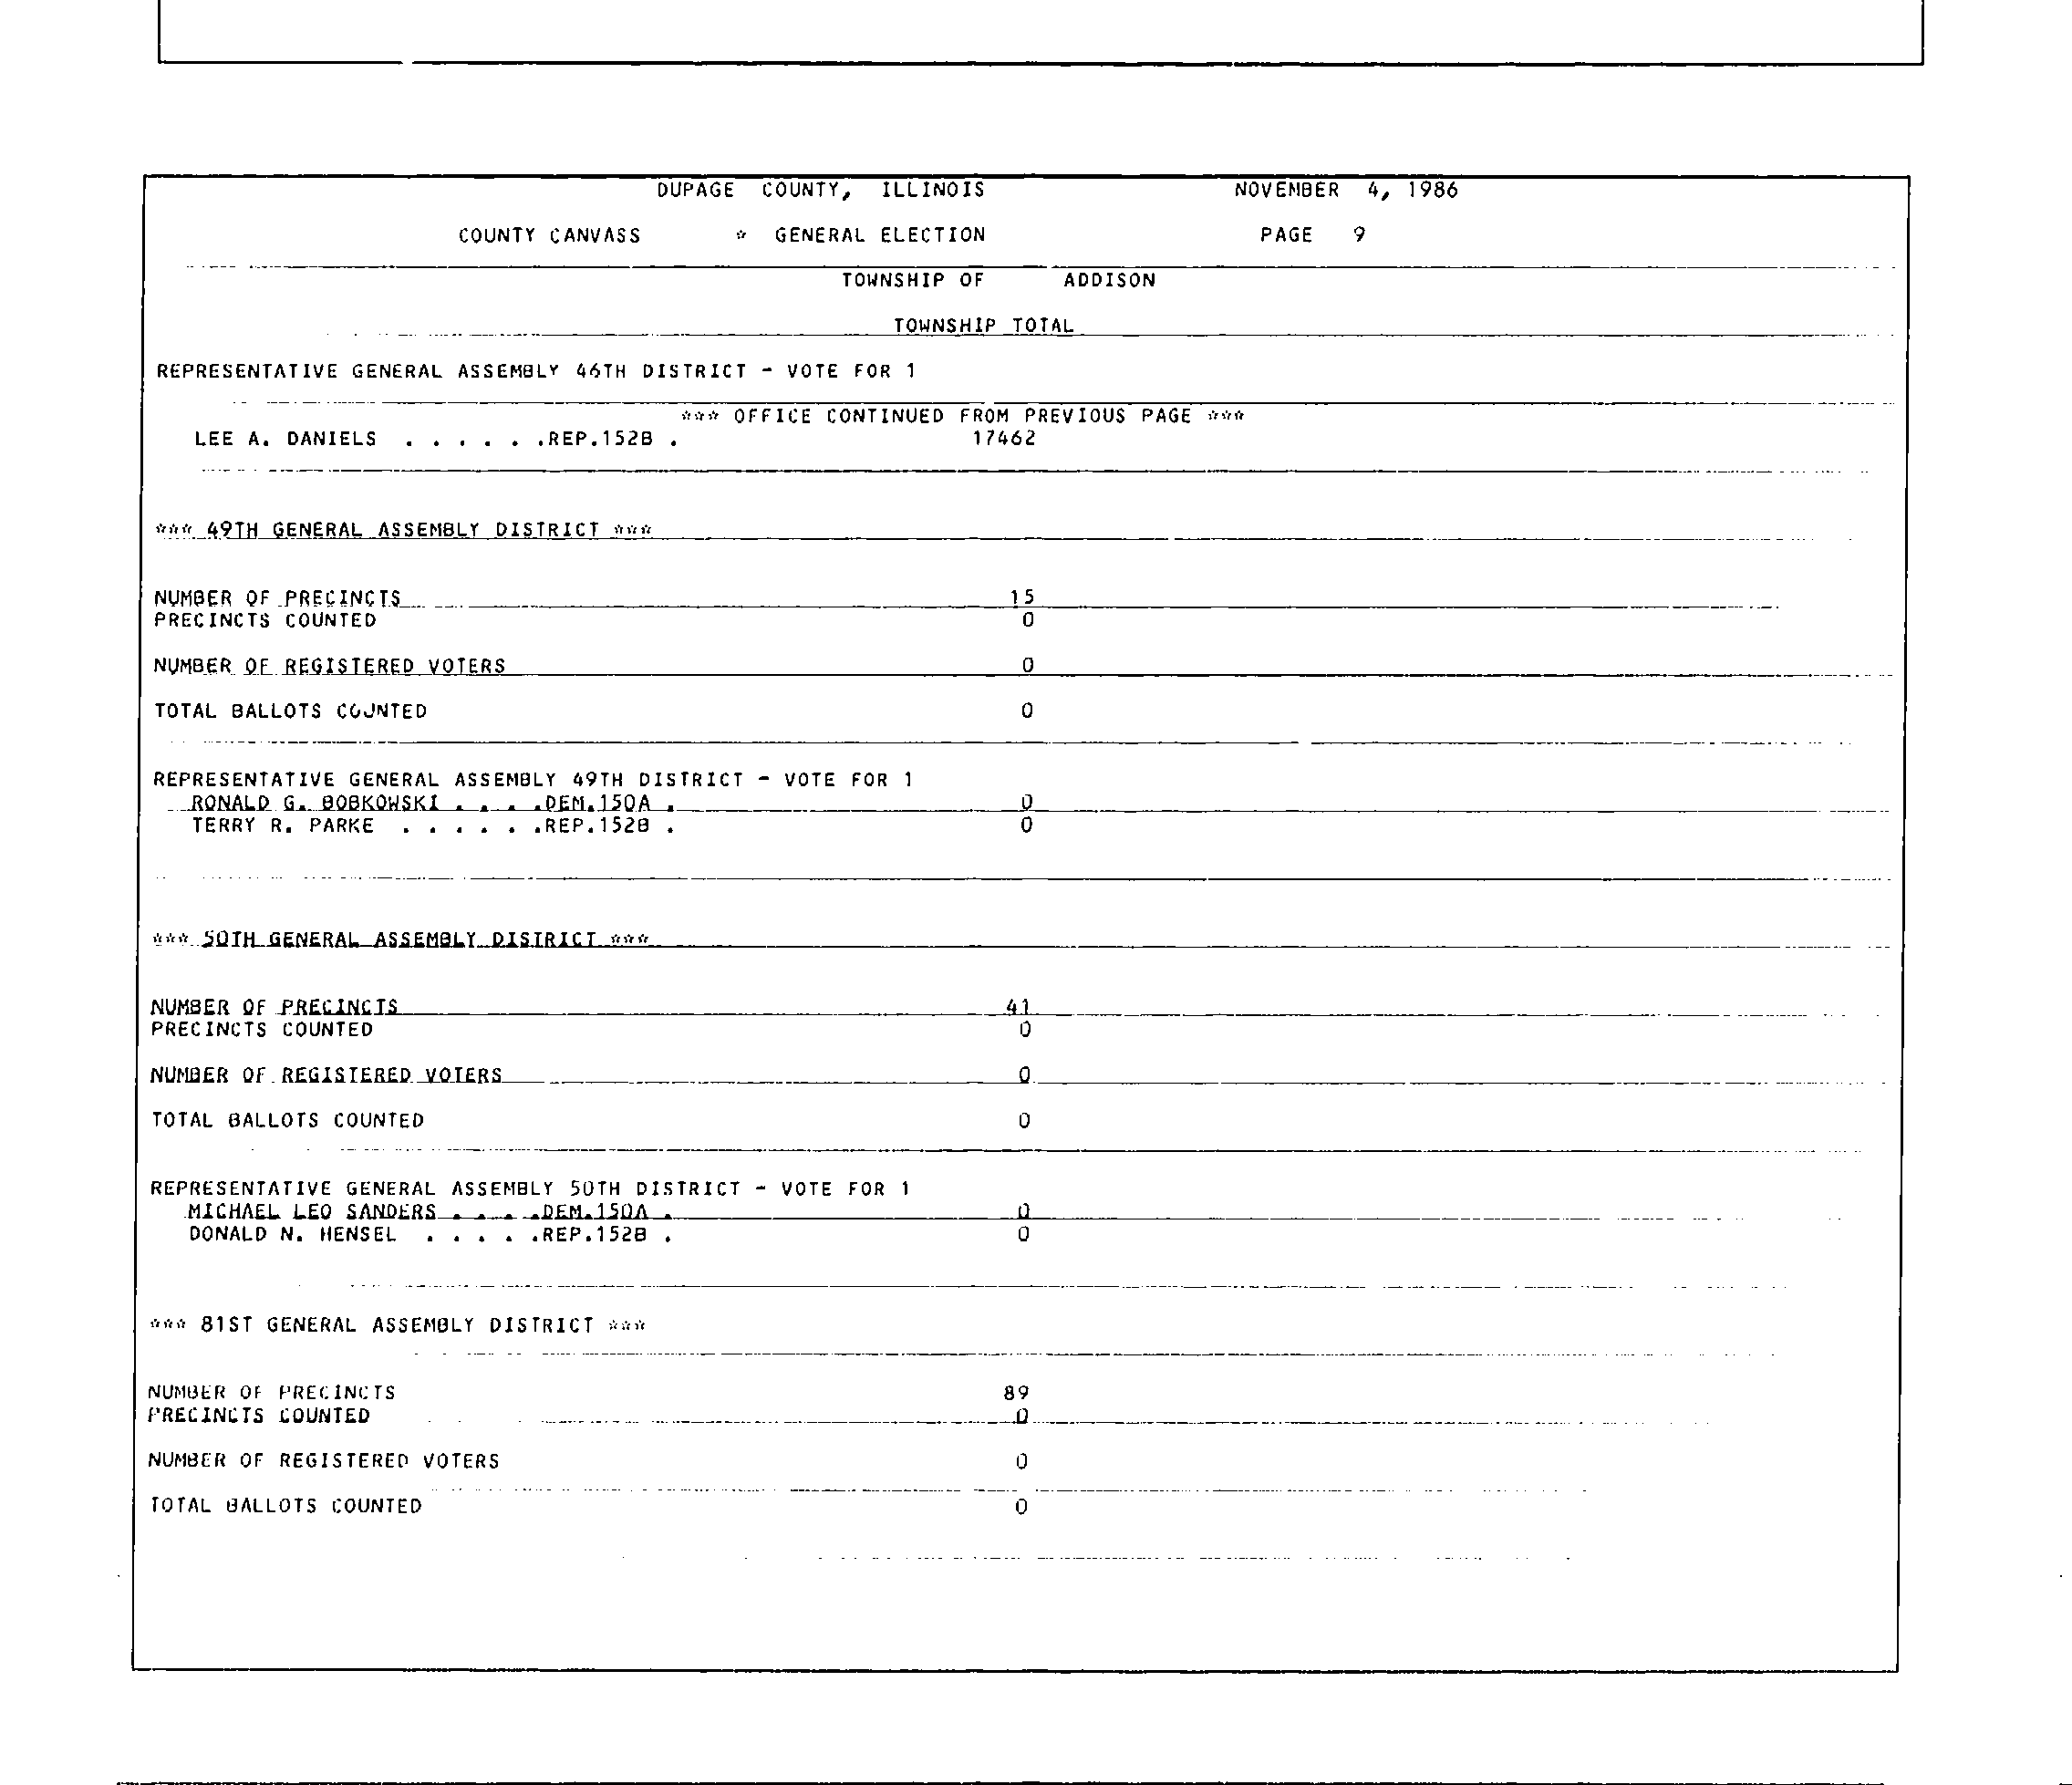 DUPAGE COUNTY, ILLINOIS NOVEMBER 4, 1986
COUNTY CANVASS * GENERAL ELECTION PAGE 9
TOWNSHIP OF ADDISON
TOWNSHIP TOTAL
REPRESENTATIVE GENERAL ASSEMBLY 46TH DISTRICT - VOTE FOR 1
*** OFFICE CONTINUED FROM PREVIOUS PAGE ***
LEE A. DANIELS . . . . . .REP.152B . 17462
*** 49TH GENERAL ASSEMBLY DISTRICT ***
NUMBER OF PRECINCTS 15
PRECINCTS COUNTED 0
NUMBER OF REGISTERED VOTERS 0
TOTAL BALLOTS COUNTED 0
REPRESENTATIVE GENERAL ASSEMBLY 49TH DISTRICT - VOTE FOR 1
RONALD G. BOBKOWSKI . . . .DEM.150A . 0
TERRY R. PARKE . . . . . .REP.152B . 0
*** 50TH GENERAL ASSEMBLY DISTRICT ***
NUMBER OF PRECINCTS 41
PRECINCTS COUNTED 0
NUMBER OF REGISTERED VOTERS 0
TOTAL BALLOTS COUNTED 0
REPRESENTATIVE GENERAL ASSEMBLY 50TH DISTRICT - VOTE FOR 1
MICHAEL LEO SANDERS . . . .DEM.150A . 0
DONALD N. HENSEL . . . . .REP.152B . 0
*** 81ST GENERAL ASSEMBLY DISTRICT ***
NUMBER OF PRECINCTS 89
PRECINCTS COUNTED 0
NUMBER OF REGISTERED VOTERS 0
TOTAL BALLOTS COUNTED 0